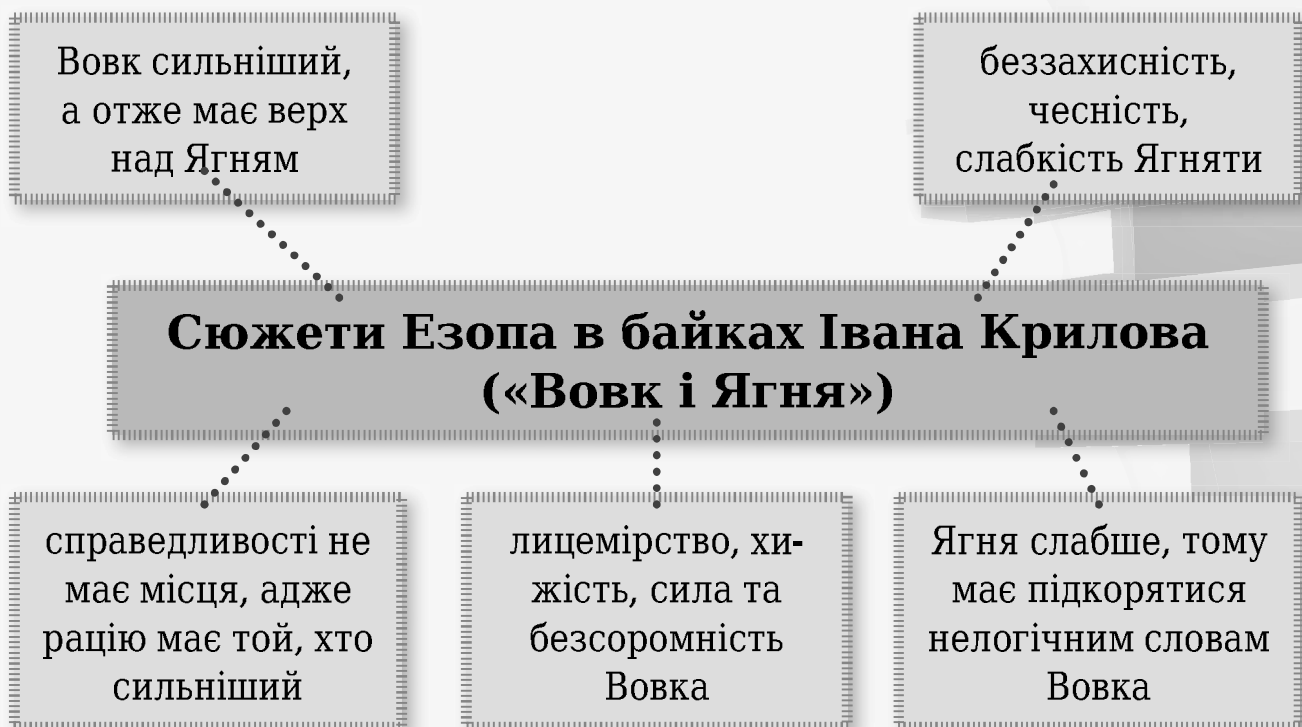 Вовк сильніший,
а отже має верх
над Ягням
беззахисність,
чесність,
слабкість Ягняти
Сюжети Езопа в байках Івана Крилова
(«Вовк і Ягня»)
справедливості не
має місця, адже
рацію має той, хто
сильніший
лицемірство, хи-
жість, сила та
безсоромність
Вовка
Ягня слабше, тому
має підкорятися
нелогічним словам
Вовка